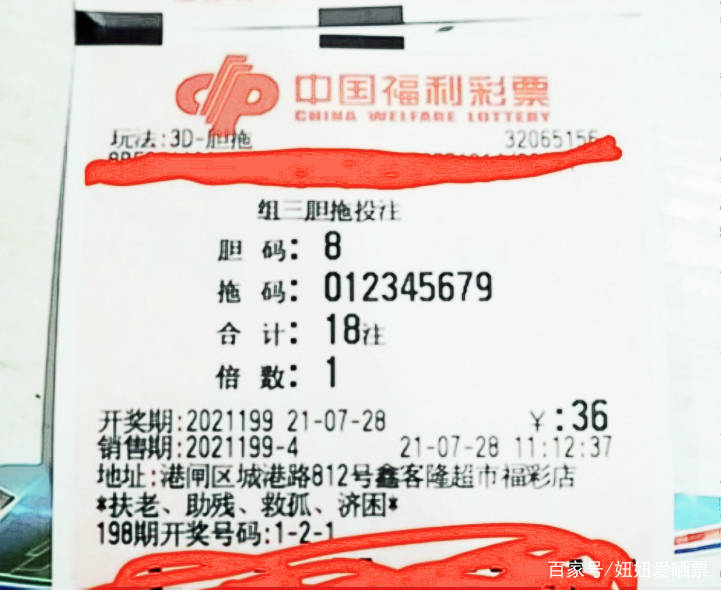 中国福利彩票
CHINA WELFARE LOTTERY
玩法:3D-胆拖 32065156
组三胆拖投注
胆 码: 8
拖 码: 012345679
合 计: 18注
倍 数: 1
开奖期:2021199 21-07-28 ¥:36
销售期:2021199-4 21-07-28 11:12:37
地址:港闸区城港路812号鑫客隆超市福彩店
*扶老、助残、救孤、济困*
198期开奖号码:1-2-1
百家号/妞妞爱晒票